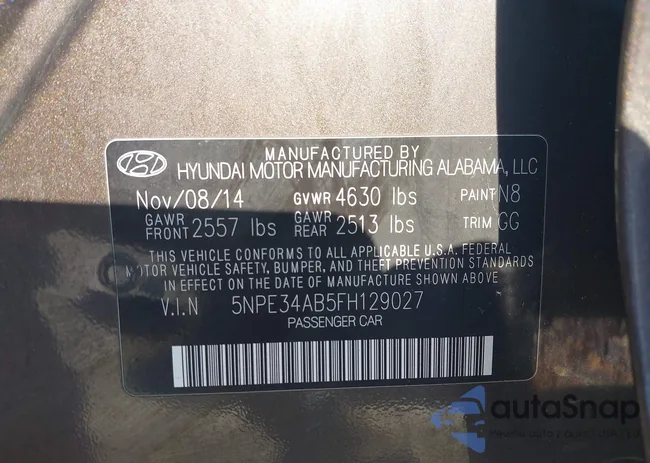 MANUFACTURED BY
HYUNDAI MOTOR MANUFACTURING ALABAMA, LLC
Nov/08/14 GVWR 4630 lbs PAINT N8
GAWR FRONT 2557 lbs GAWR REAR 2513 lbs TRIM GG
THIS VEHICLE CONFORMS TO ALL APPLICABLE U.S.A. FEDERAL
MOTOR VEHICLE SAFETY, BUMPER, AND THEFT PREVENTION STANDARDS
IN EFFECT ON THE DATE OF MANUFACTURE SHOWN ABOVE
V.I.N 5NPE34AB5FH129027
PASSENGER CAR
autaSnap